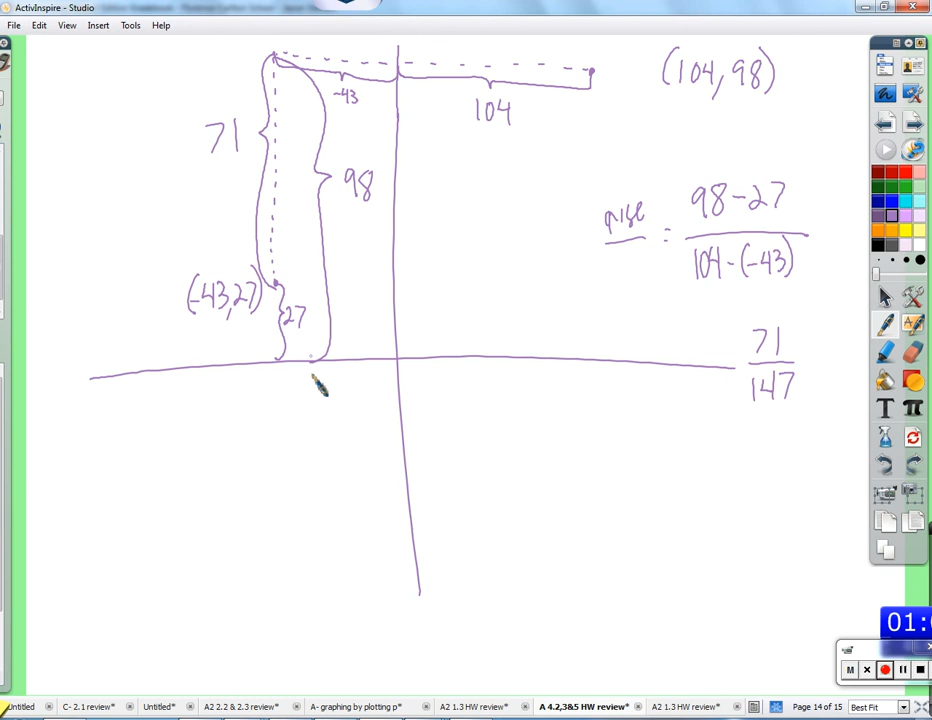 ActivInspire - Studio
File Edit View Insert Tools Help
(104, 98)
-43
104
71
98
rise = 98 - 27
104 - (-43)
(-43, 27)
27
71
147
01:
M
Untitled C- 2.1 review* Untitled* A2 2.2 & 2.3 review* A- graphing by plotting p* A2 1.3 HW review* A 4.2,3&5 HW review* A2 1.3 HW review* Page 14 of 15 Best Fit